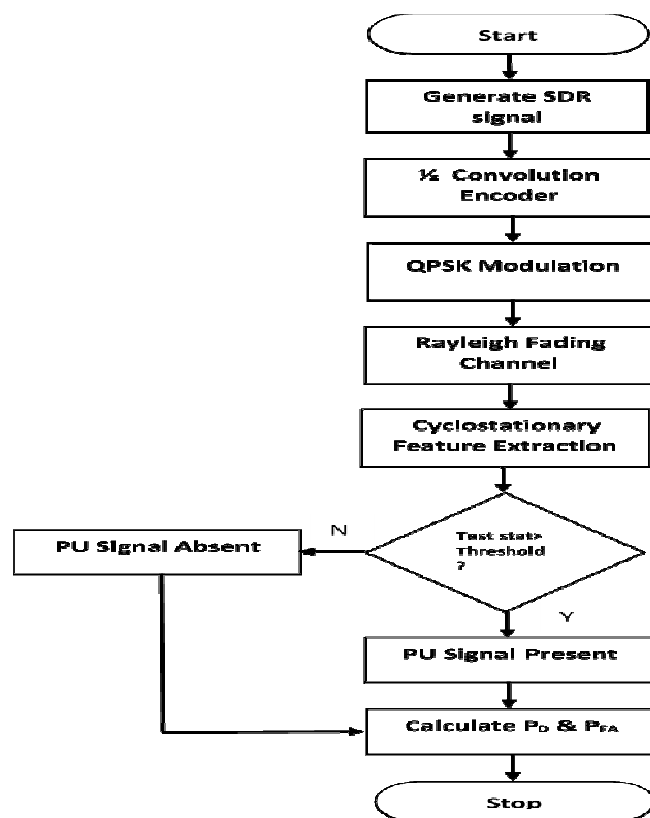 Start
Generate SDR
signal
½ Convolution
Encoder
QPSK Modulation
Rayleigh Fading
Channel
Cyclostationary
Feature Extraction
Test stat>
Threshold
?
N
PU Signal Absent
Y
PU Signal Present
Calculate PD & PFA
Stop